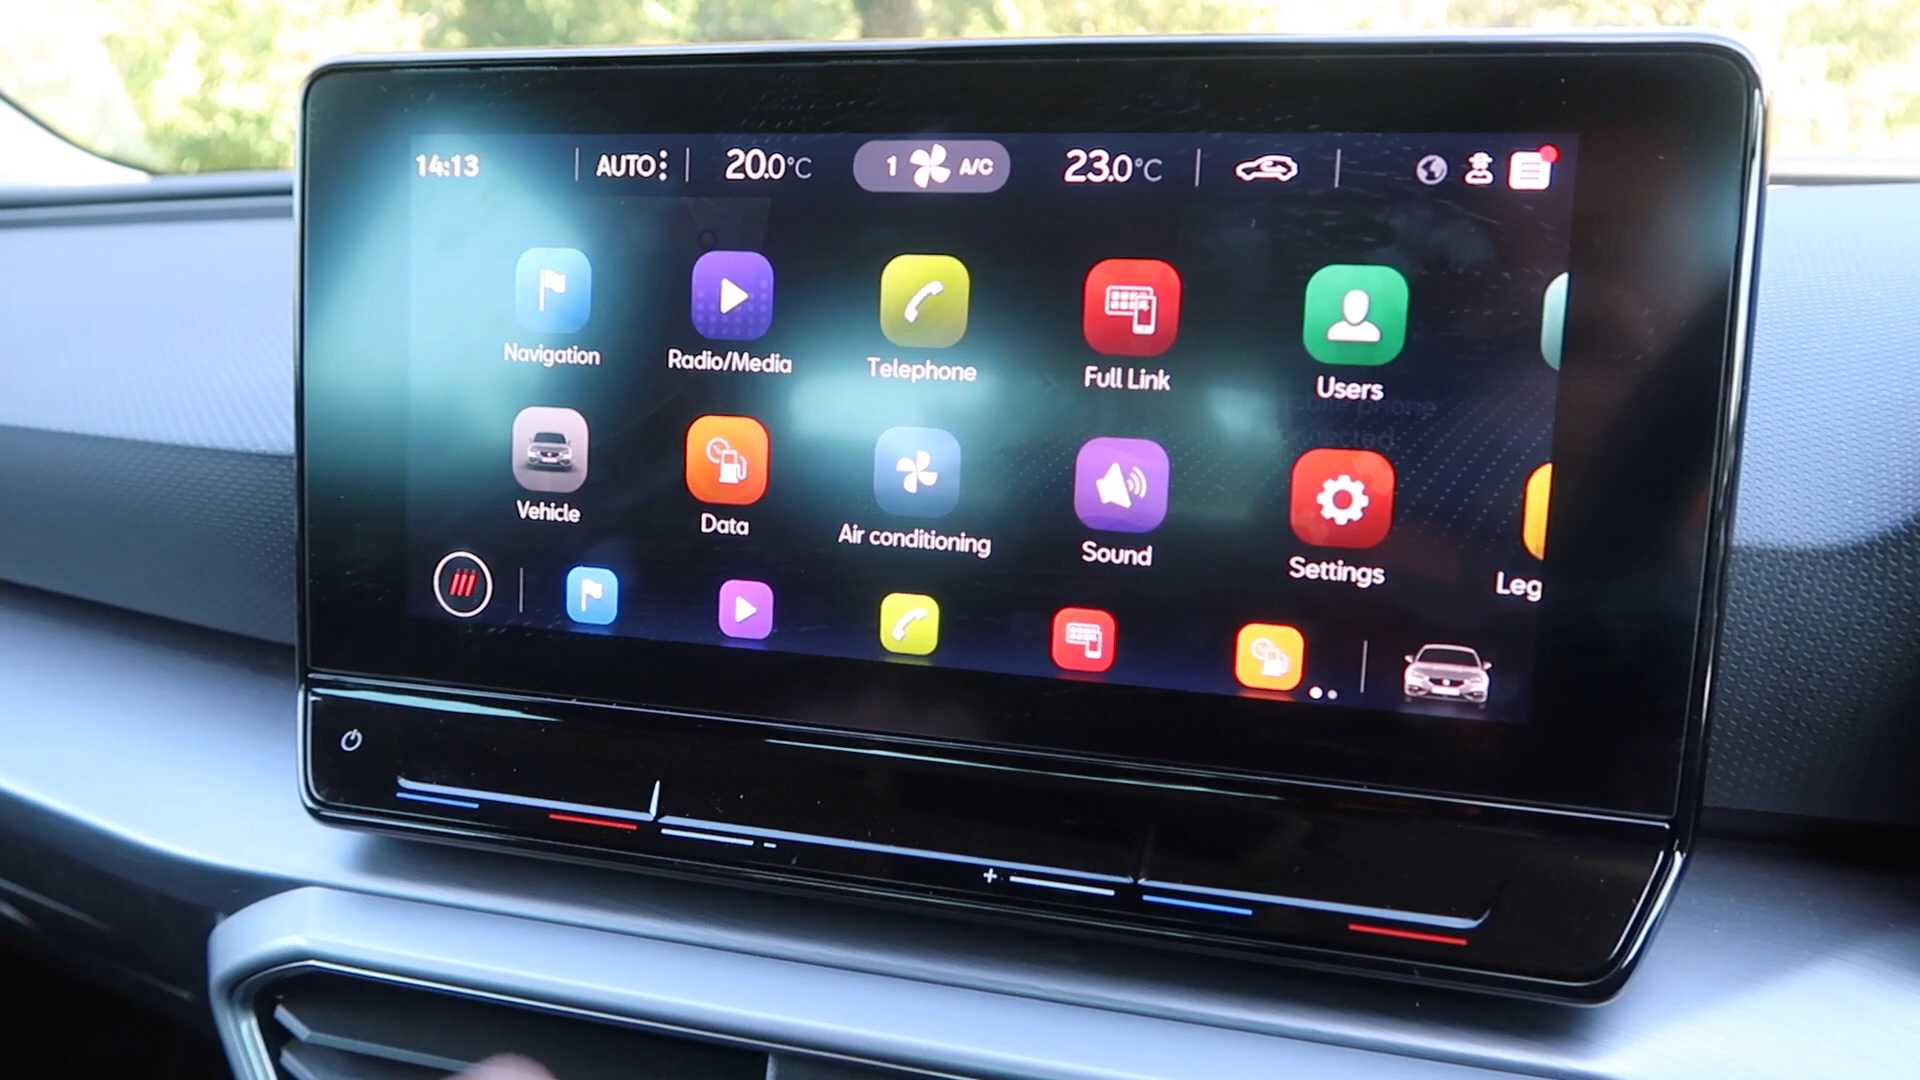 14:13 AUTO 20.0°C 1 A/C 23.0°C
Navigation Radio/Media Telephone Full Link Users
Vehicle Data Air conditioning Sound Settings Leg
- +